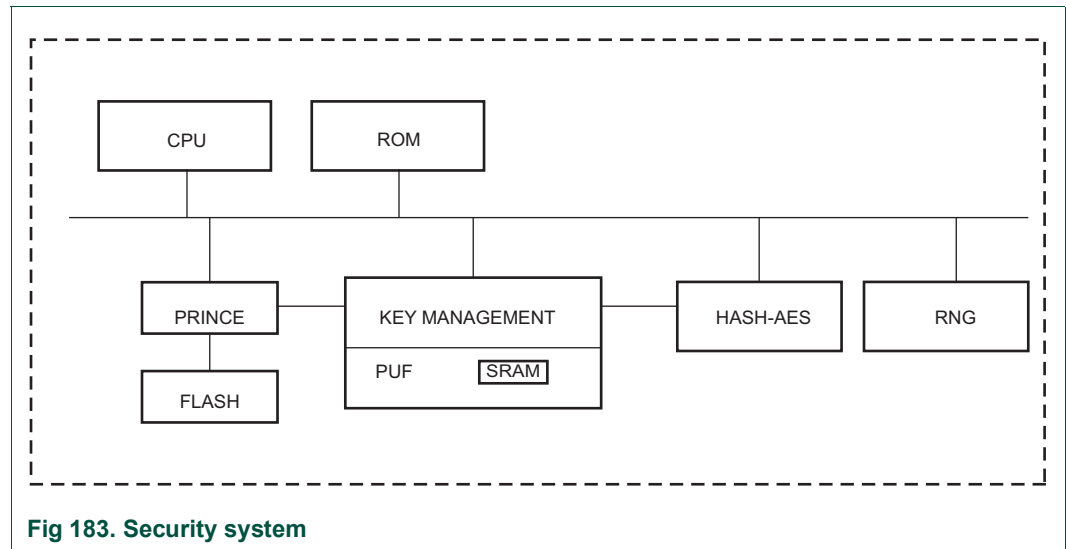 CPU
ROM
PRINCE
KEY MANAGEMENT
HASH-AES
RNG
PUF
SRAM
FLASH
Fig 183. Security system